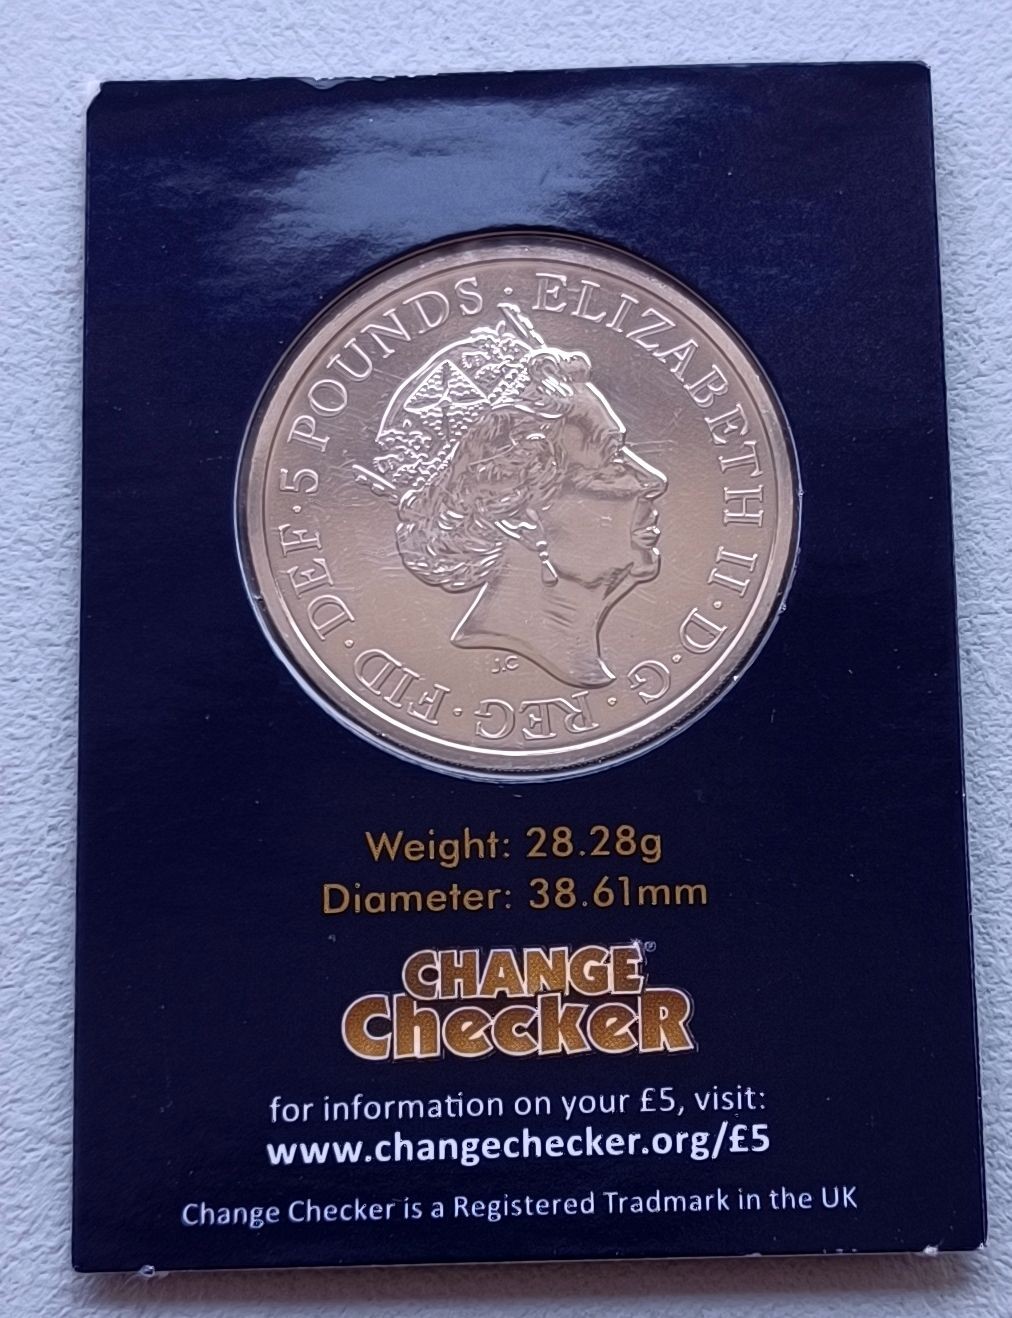 ELIZABETH II · D · G · REG · FID · DEF · 5 POUNDS ·
J.C
Weight: 28.28g
Diameter: 38.61mm
CHANGE®
CheckeR
for information on your £5, visit:
www.changechecker.org/£5
Change Checker is a Registered Tradmark in the UK